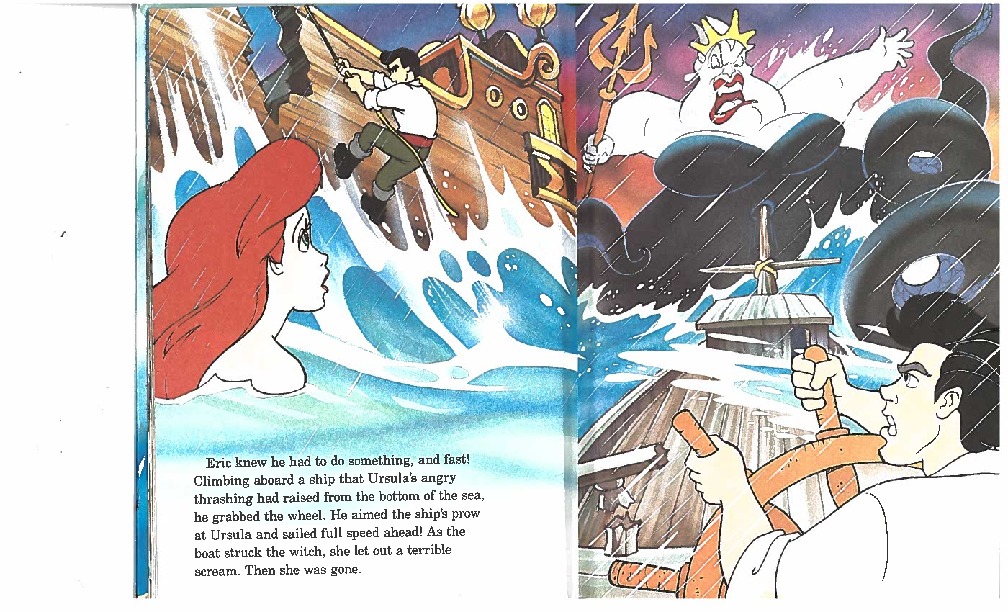 Eric knew he had to do something, and fast!
Climbing aboard a ship that Ursula's angry
thrashing had raised from the bottom of the sea,
he grabbed the wheel. He aimed the ship's prow
at Ursula and sailed full speed ahead! As the
boat struck the witch, she let out a terrible
scream. Then she was gone.